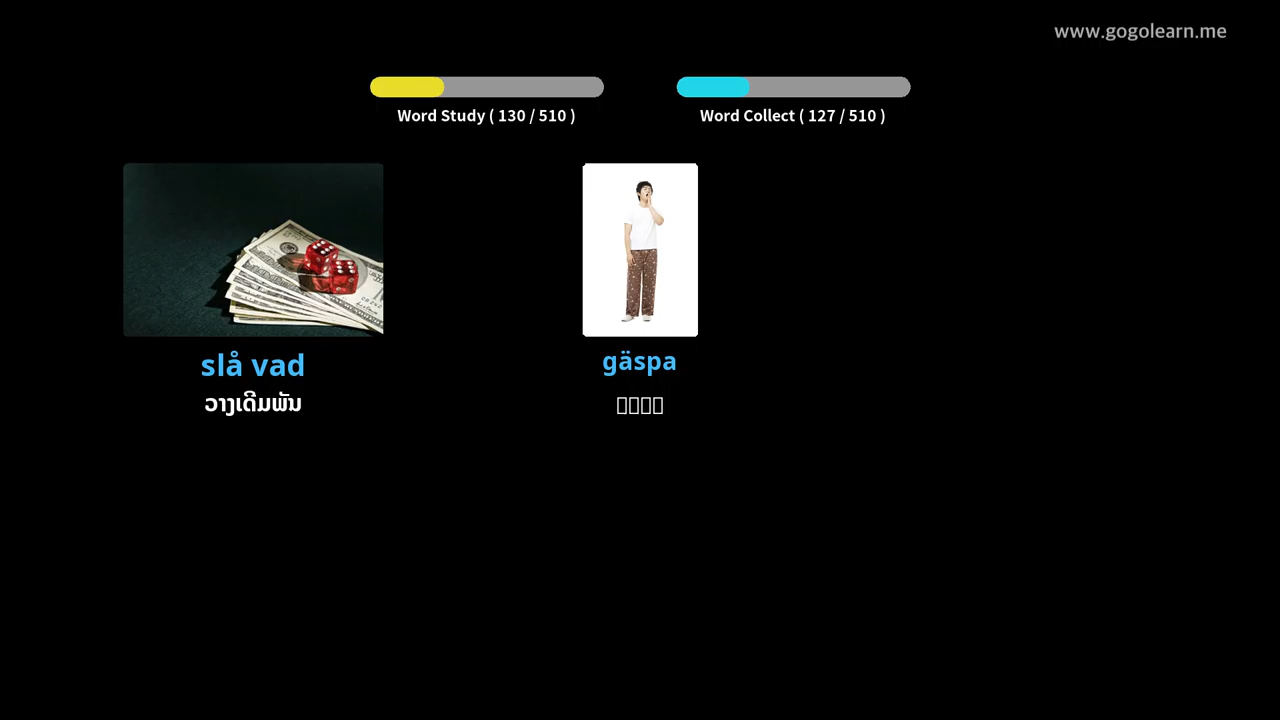 www.gogolearn.me
Word Study ( 130 / 510 )
Word Collect ( 127 / 510 )
slå vad
ວາງເດີມພັນ
gäspa